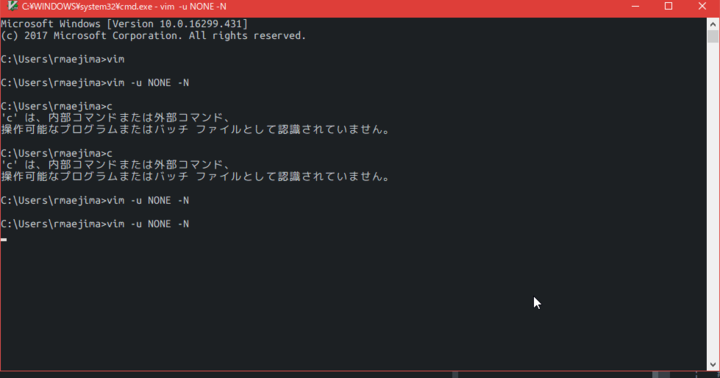 C:¥WINDOWS¥system32¥cmd.exe - vim  -u NONE -N
Microsoft Windows [Version 10.0.16299.431]
(c) 2017 Microsoft Corporation. All rights reserved.
C:\Users\rmaejima>vim
C:\Users\rmaejima>vim -u NONE -N
C:\Users\rmaejima>c
'c' は、内部コマンドまたは外部コマンド、
操作可能なプログラムまたはバッチ ファイルとして認識されていません。
C:\Users\rmaejima>c
'c' は、内部コマンドまたは外部コマンド、
操作可能なプログラムまたはバッチ ファイルとして認識されていません。
C:\Users\rmaejima>vim -u NONE -N
C:\Users\rmaejima>vim -u NONE -N